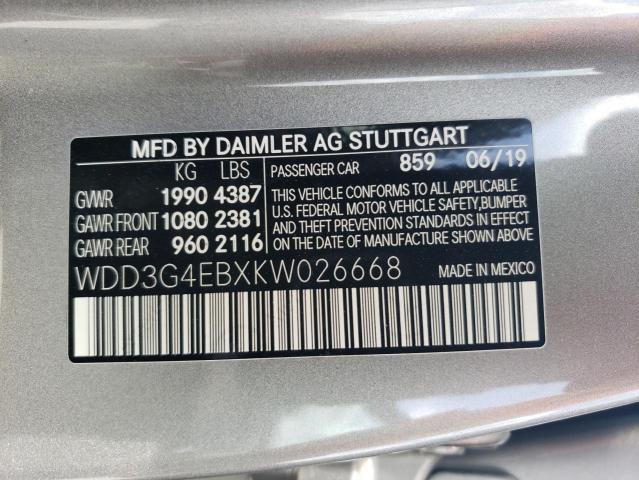 MFD BY DAIMLER AG STUTTGART
KG LBS
GVWR 1990 4387
GAWR FRONT 1080 2381
GAWR REAR 960 2116
PASSENGER CAR 859 06/19
THIS VEHICLE CONFORMS TO ALL APPLICABLE
U.S. FEDERAL MOTOR VEHICLE SAFETY,BUMPER
AND THEFT PREVENTION STANDARDS IN EFFECT
ON THE DATE OF MANUFACTURE SHOWN ABOVE.
WDD3G4EBXKW026668 MADE IN MEXICO